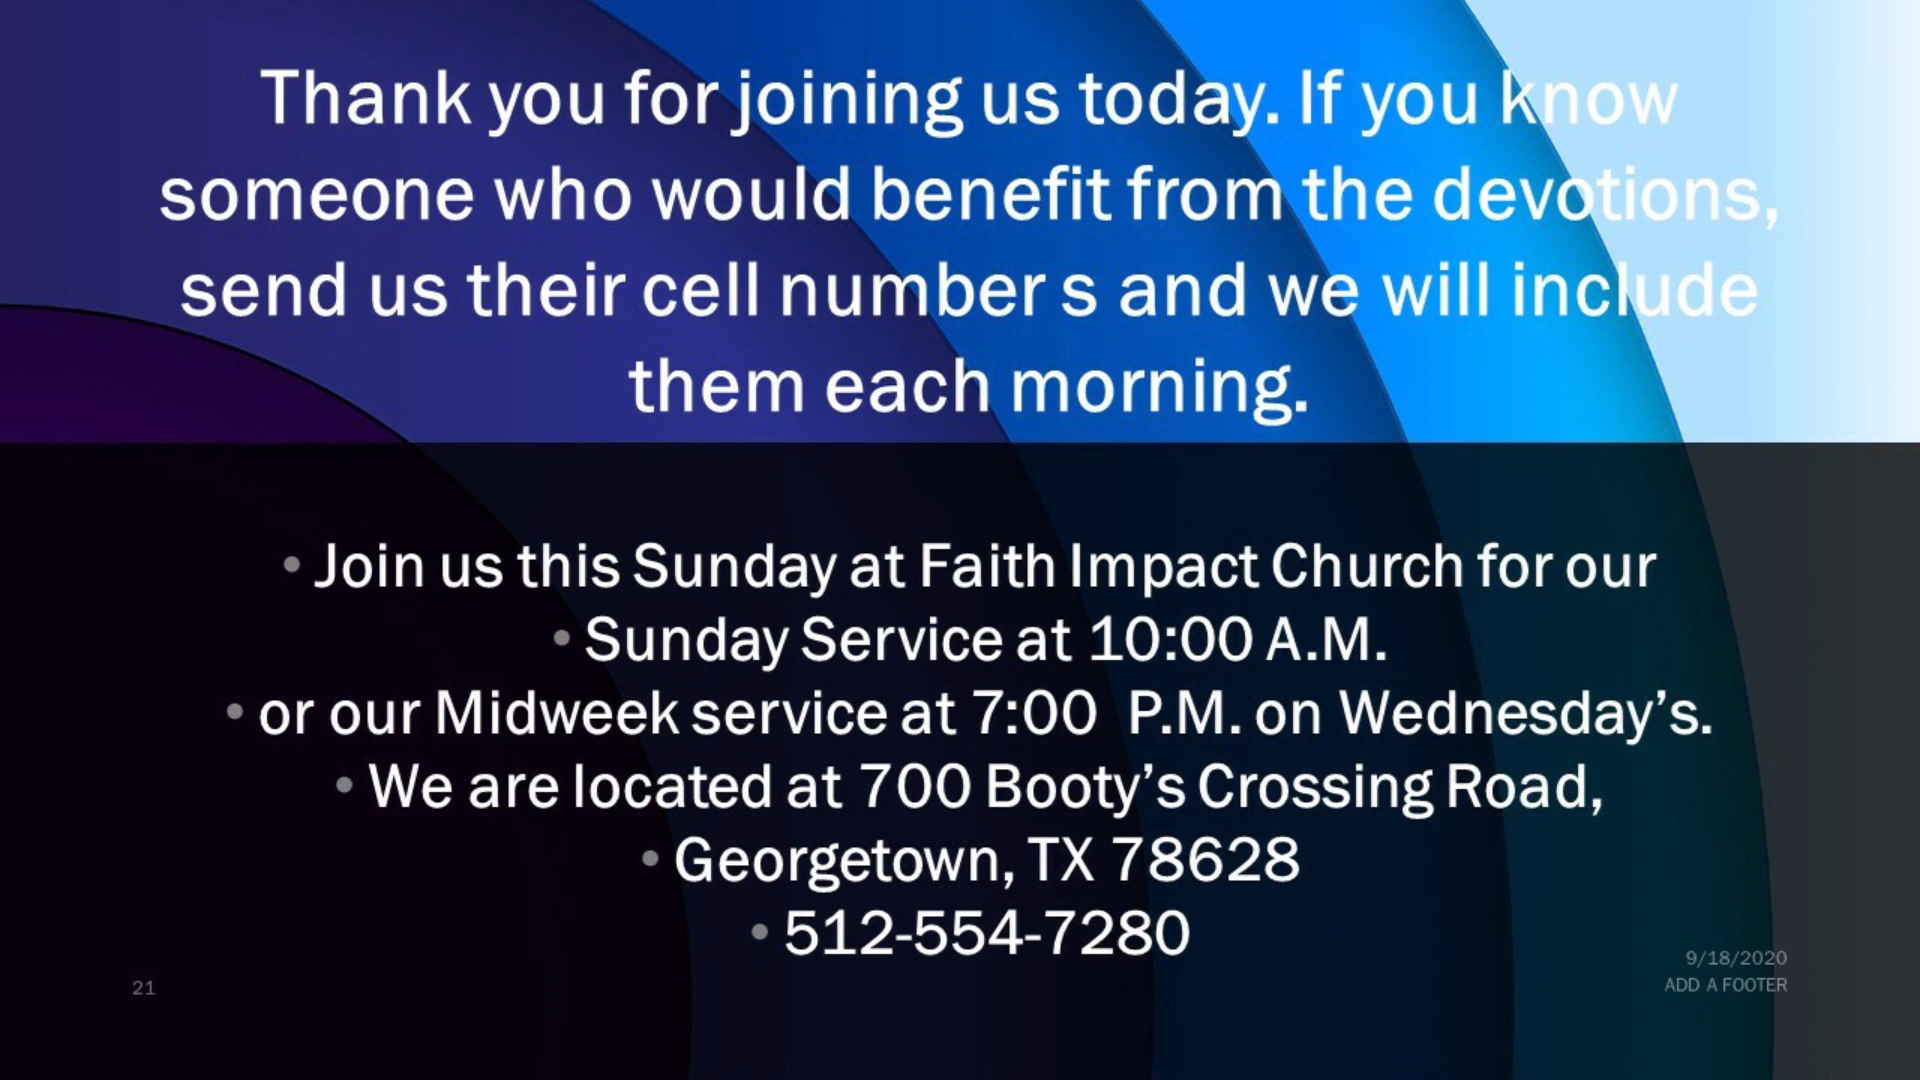 Thank you for joining us today. If you know
someone who would benefit from the devotions,
send us their cell number s and we will include
them each morning.
• Join us this Sunday at Faith Impact Church for our
• Sunday Service at 10:00 A.M.
• or our Midweek service at 7:00 P.M. on Wednesday’s.
• We are located at 700 Booty’s Crossing Road,
• Georgetown, TX 78628
• 512-554-7280
9/18/2020
21
ADD A FOOTER